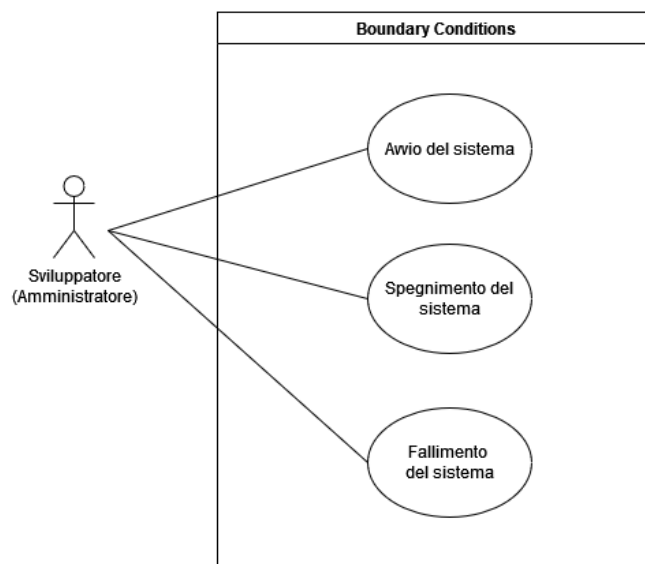 Boundary Conditions
Avvio del sistema
Sviluppatore
(Amministratore)
Spegnimento del
sistema
Fallimento
del sistema